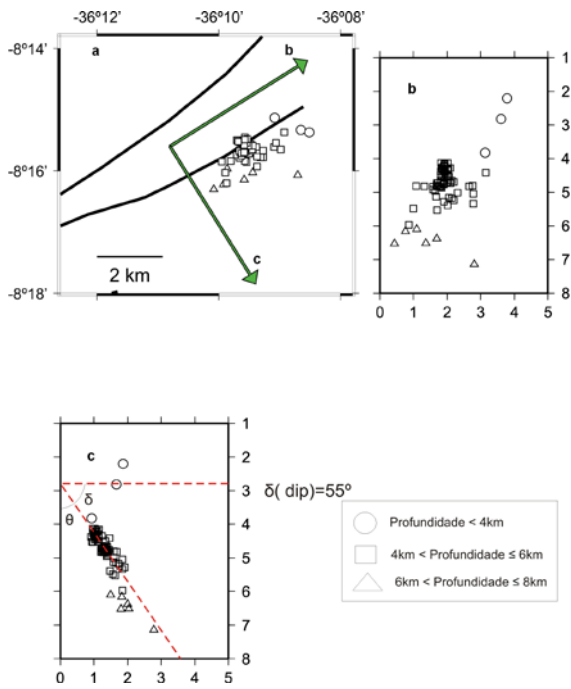 -36°12' -36°10' -36°08'
-8°14'
-8°16'
-8°18'
a
b
c
2 km
b
1
2
3
4
5
6
7
8
0 1 2 3 4 5
c
δ
θ
1
2
3
4
5
6
7
8
0 1 2 3 4 5
δ( dip)=55º
Profundidade < 4km
4km < Profundidade ≤ 6km
6km < Profundidade ≤ 8km